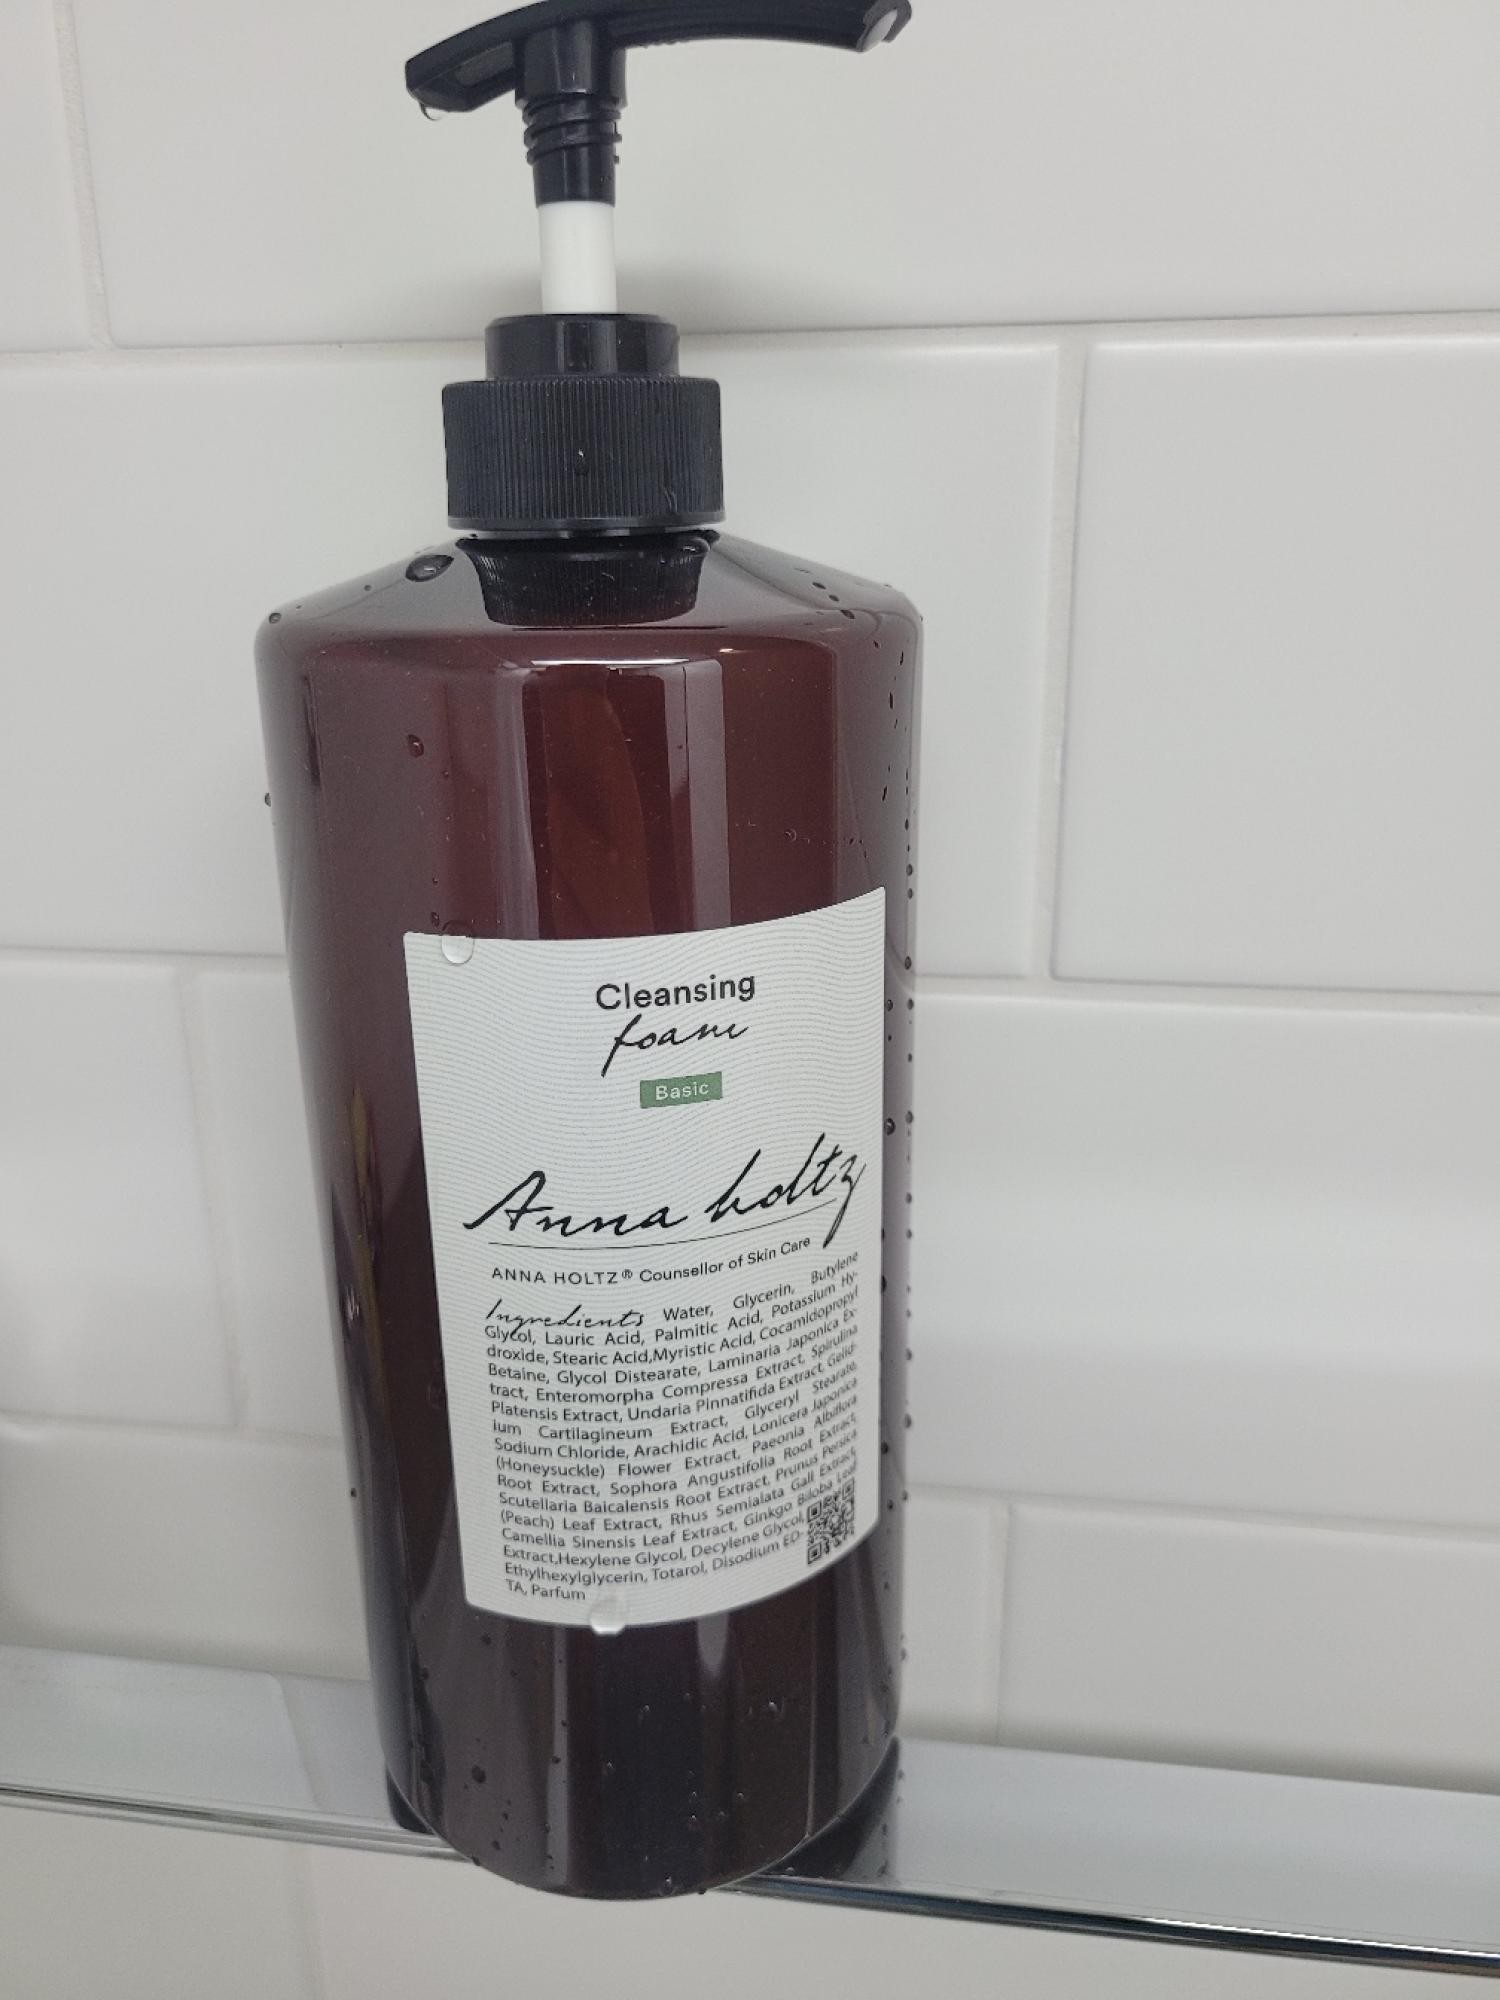 Cleansing
foam
Basic
Anna holtz
ANNA HOLTZ® Counsellor of Skin Care
Ingredients Water, Glycerin, Butylene
Glycol, Lauric Acid, Palmitic Acid, Potassium Hy-
droxide, Stearic Acid,Myristic Acid, Cocamidopropyl
Betaine, Glycol Distearate, Laminaria Japonica Ex-
tract, Enteromorpha Compressa Extract, Spirulina
Platensis Extract, Undaria Pinnatifida Extract, Gelid-
ium Cartilagineum Extract, Glyceryl Stearate,
Sodium Chloride, Arachidic Acid, Lonicera Japonica
(Honeysuckle) Flower Extract, Paeonia Albiflora
Root Extract, Sophora Angustifolia Root Extract,
Scutellaria Baicalensis Root Extract, Prunus Persica
(Peach) Leaf Extract, Rhus Semialata Gall Extract,
Camellia Sinensis Leaf Extract, Ginkgo Biloba Leaf
Extract,Hexylene Glycol, Decylene Glycol,
Ethylhexylglycerin, Totarol, Disodium ED-
TA, Parfum